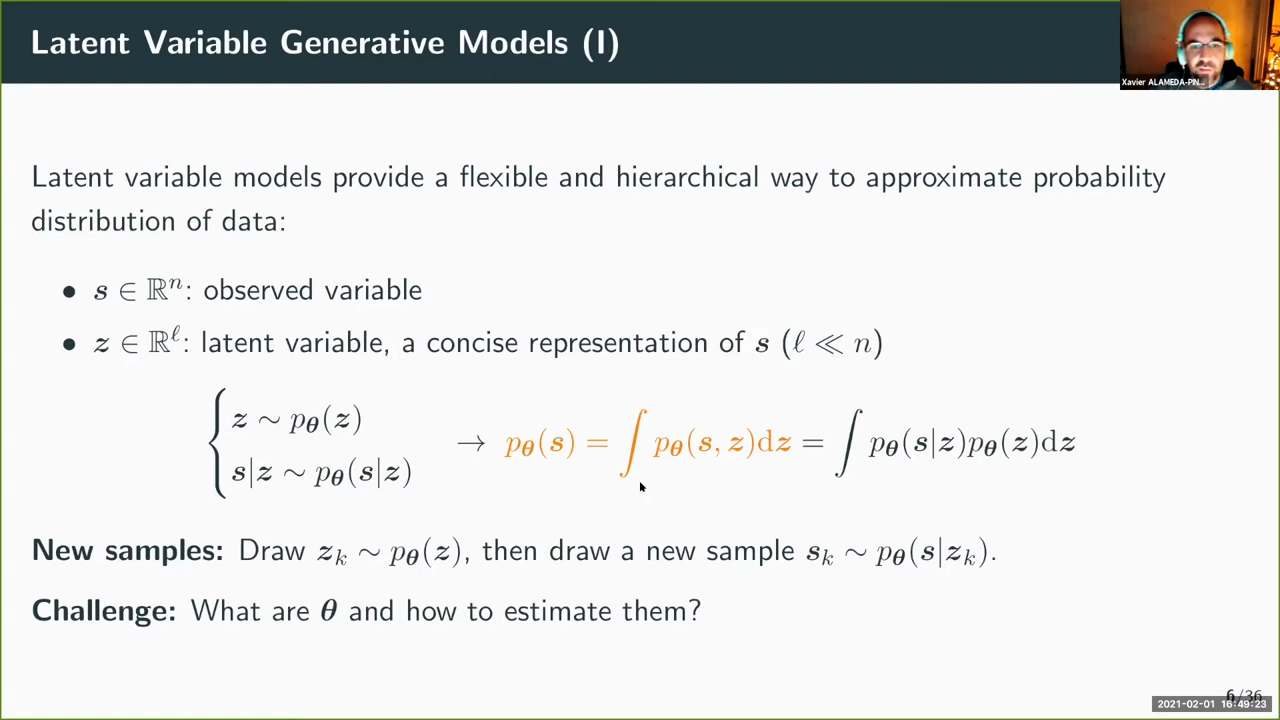 Latent Variable Generative Models (I)
Xavier ALAMEDA-PIN...
Latent variable models provide a flexible and hierarchical way to approximate probability
distribution of data:
• s ∈ ℝⁿ: observed variable
• z ∈ ℝ^ℓ: latent variable, a concise representation of s (ℓ ≪ n)
{ z ∼ p_θ(z)
s|z ∼ p_θ(s|z) → p_θ(s) = ∫ p_θ(s, z)dz = ∫ p_θ(s|z)p_θ(z)dz
New samples: Draw z_k ∼ p_θ(z), then draw a new sample s_k ∼ p_θ(s|z_k).
Challenge: What are θ and how to estimate them?
6/36
2021-02-01 16:49:23